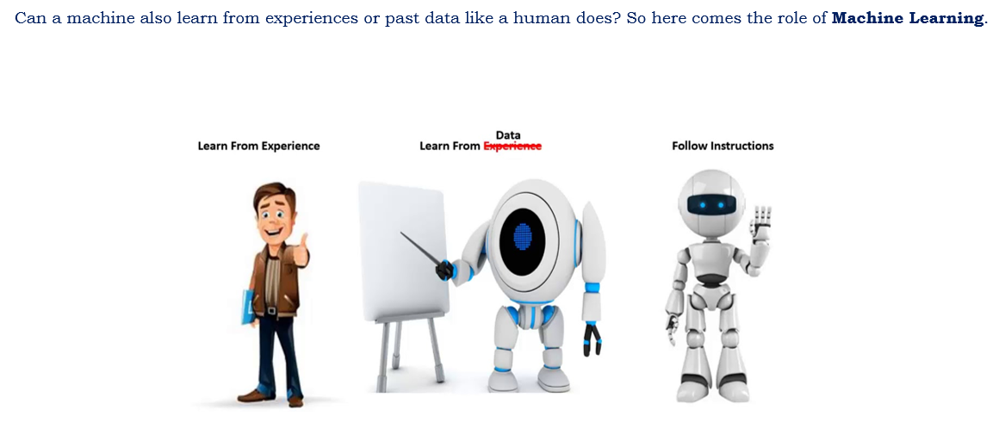 Can a machine also learn from experiences or past data like a human does? So here comes the role of Machine Learning.
Learn From Experience
Data
Learn From Experience
Follow Instructions